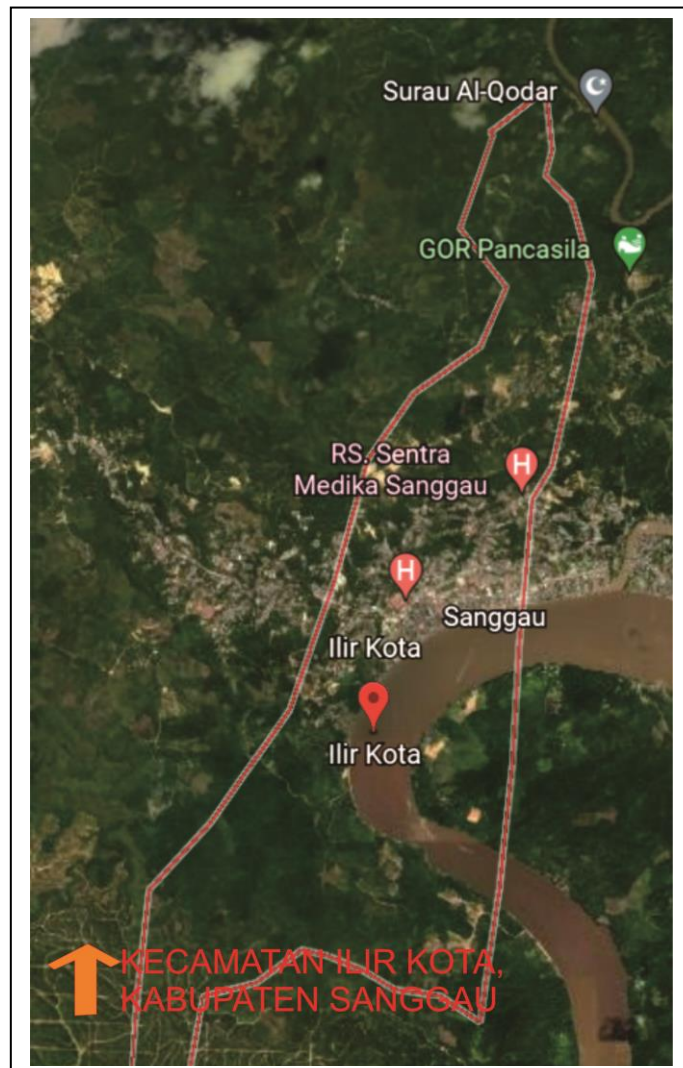 Surau Al-Qodar
GOR Pancasila
RS. Sentra
Medika Sanggau
H
H
Sanggau
Ilir Kota
Ilir Kota
KECAMATAN ILIR KOTA,
KABUPATEN SANGGAU